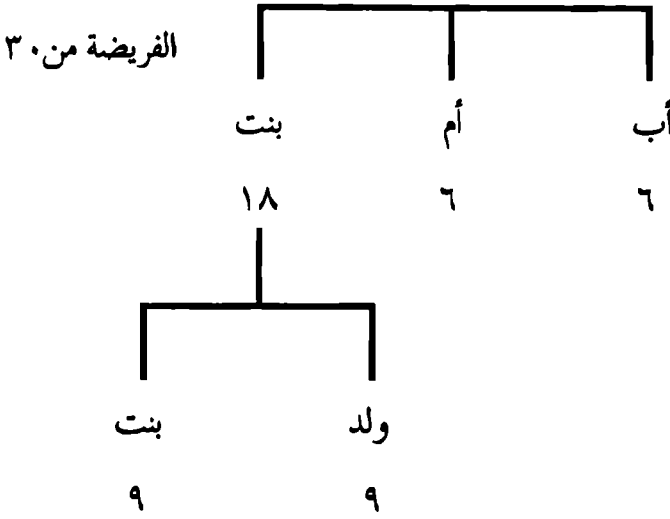 الفريضة من ٣٠
أب أم بنت
٦ ٦ ١٨
ولد بنت
٩ ٩